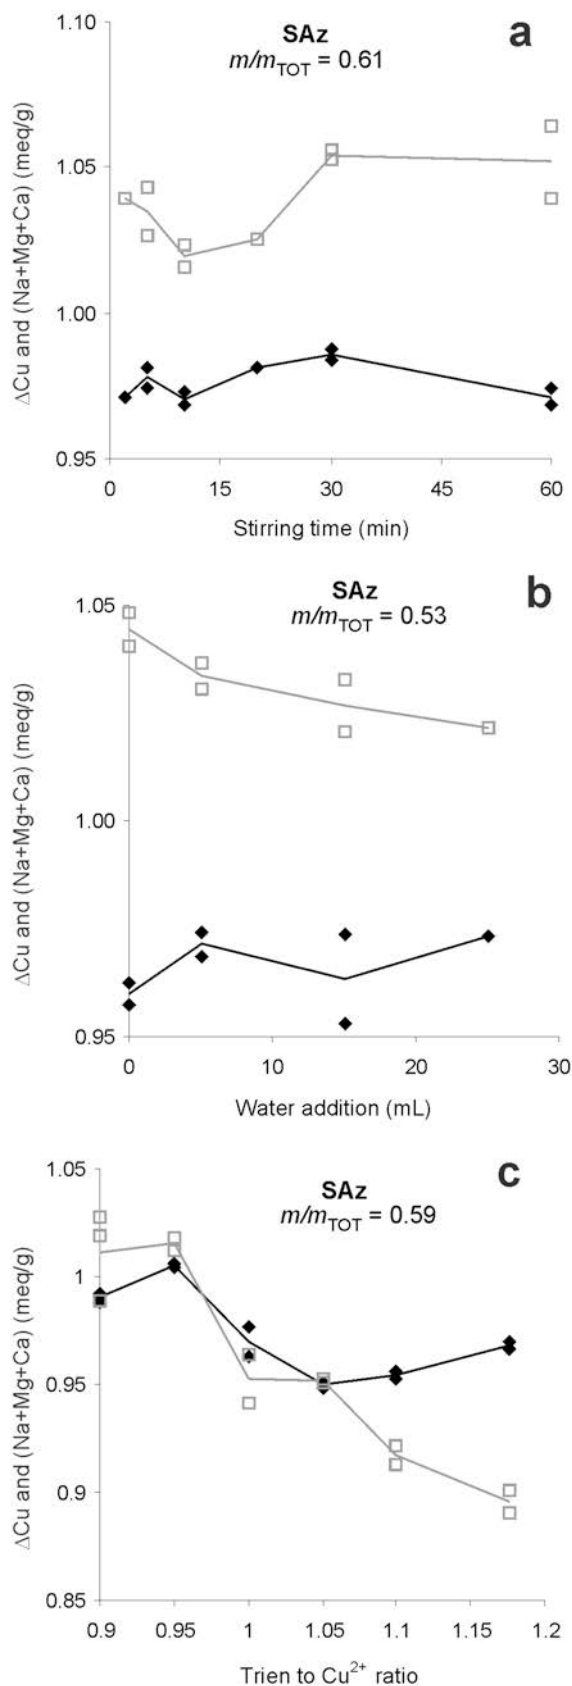 a
SAz
m/mTOT = 0.61
1.10
1.05
1.00
0.95
ΔCu and (Na+Mg+Ca) (meq/g)
0 15 30 45 60
Stirring time (min)
b
SAz
m/mTOT = 0.53
1.05
1.00
0.95
ΔCu and (Na+Mg+Ca) (meq/g)
0 10 20 30
Water addition (mL)
c
SAz
m/mTOT = 0.59
1.05
1
0.95
0.9
0.85
ΔCu and (Na+Mg+Ca) (meq/g)
0.9 0.95 1 1.05 1.1 1.15 1.2
Trien to Cu²⁺ ratio